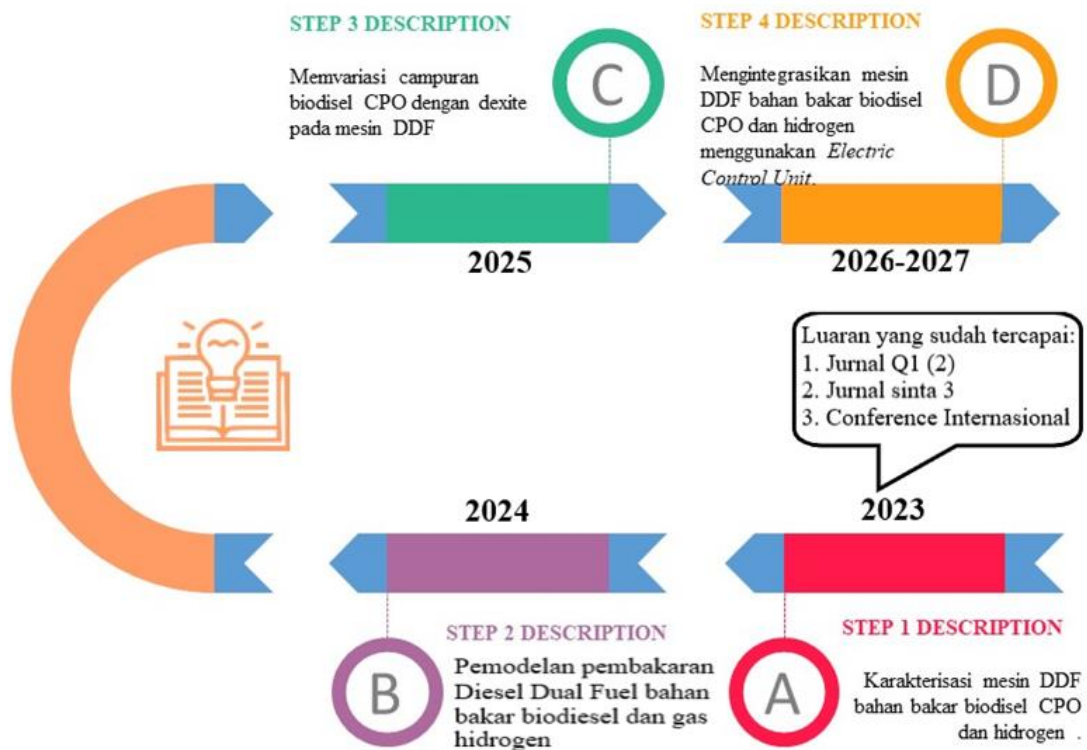 STEP 3 DESCRIPTION
Memvariasi campuran
biodisel CPO dengan dexite
pada mesin DDF
C
2025
STEP 4 DESCRIPTION
Mengintegrasikan mesin
DDF bahan bakar biodisel
CPO dan hidrogen
menggunakan Electric
Control Unit.
D
2026-2027
Luaran yang sudah tercapai:
1. Jurnal Q1 (2)
2. Jurnal sinta 3
3. Conference Internasional
2024
2023
B
STEP 2 DESCRIPTION
Pemodelan pembakaran
Diesel Dual Fuel bahan
bakar biodiesel dan gas
hidrogen
A
STEP 1 DESCRIPTION
Karakterisasi mesin DDF
bahan bakar biodisel CPO
dan hidrogen .